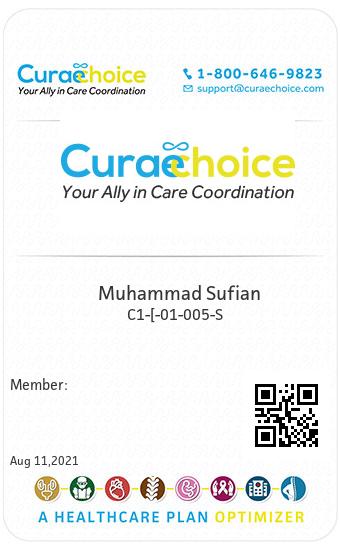 Curaechoice
Your Ally in Care Coordination
1-800-646-9823
support@curaechoice.com
Curaechoice
Your Ally in Care Coordination
Muhammad Sufian
C1-[-01-005-S
Member:
Aug 11,2021
A HEALTHCARE PLAN OPTIMIZER